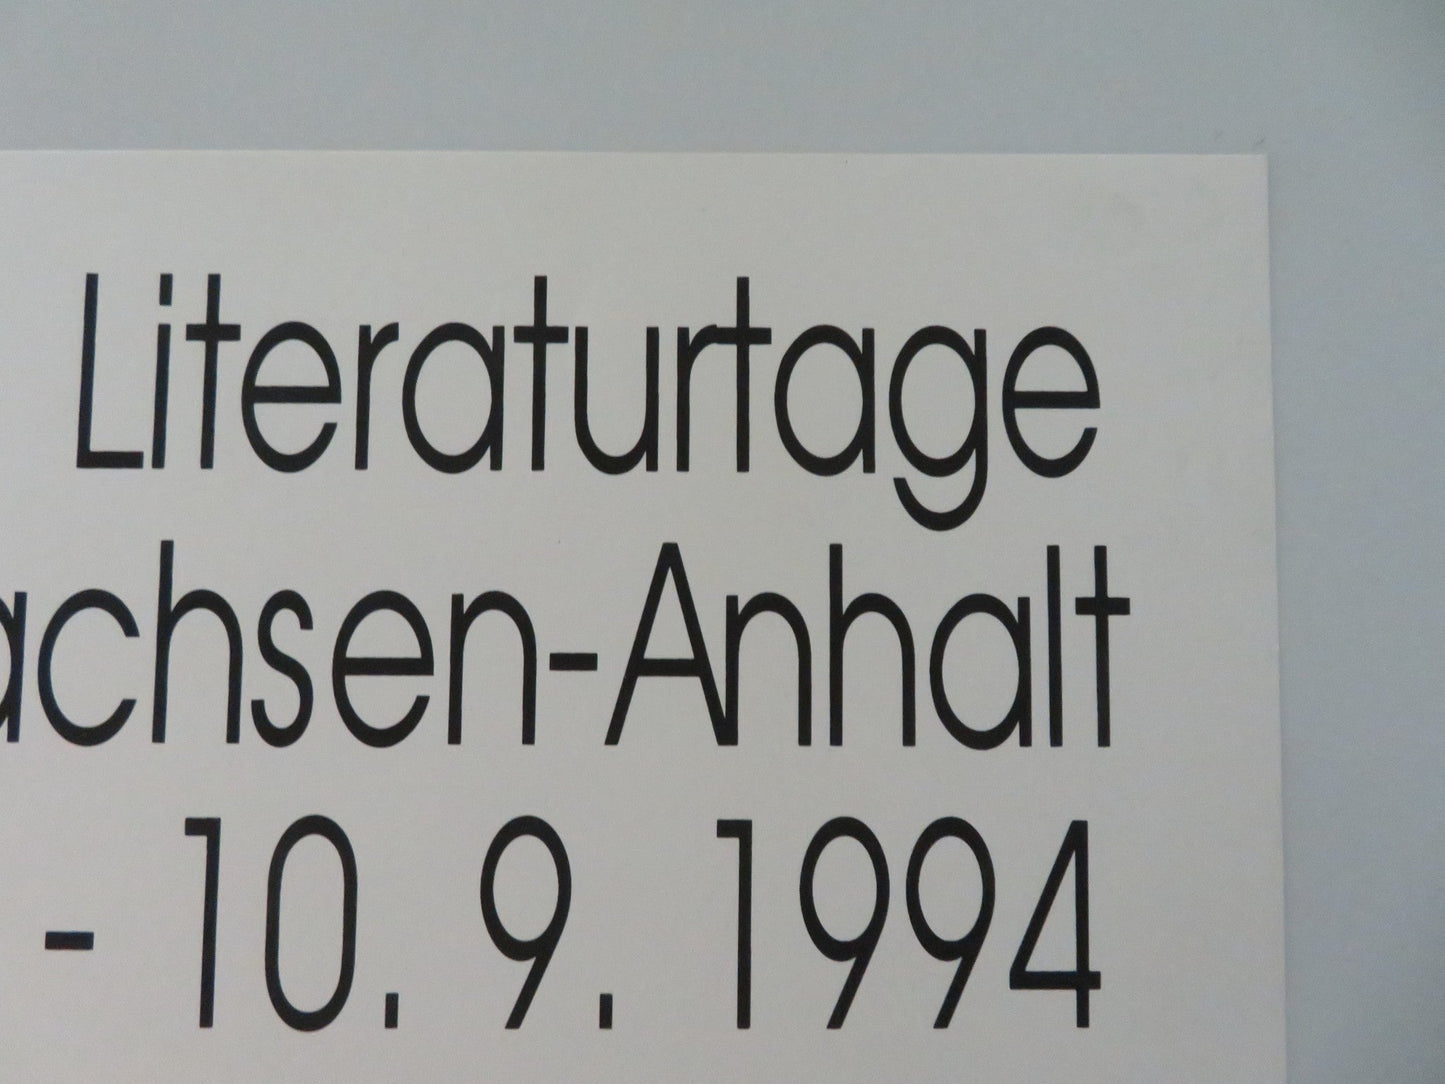 Literaturtage
achsen-Anhalt
- 10. 9. 1994